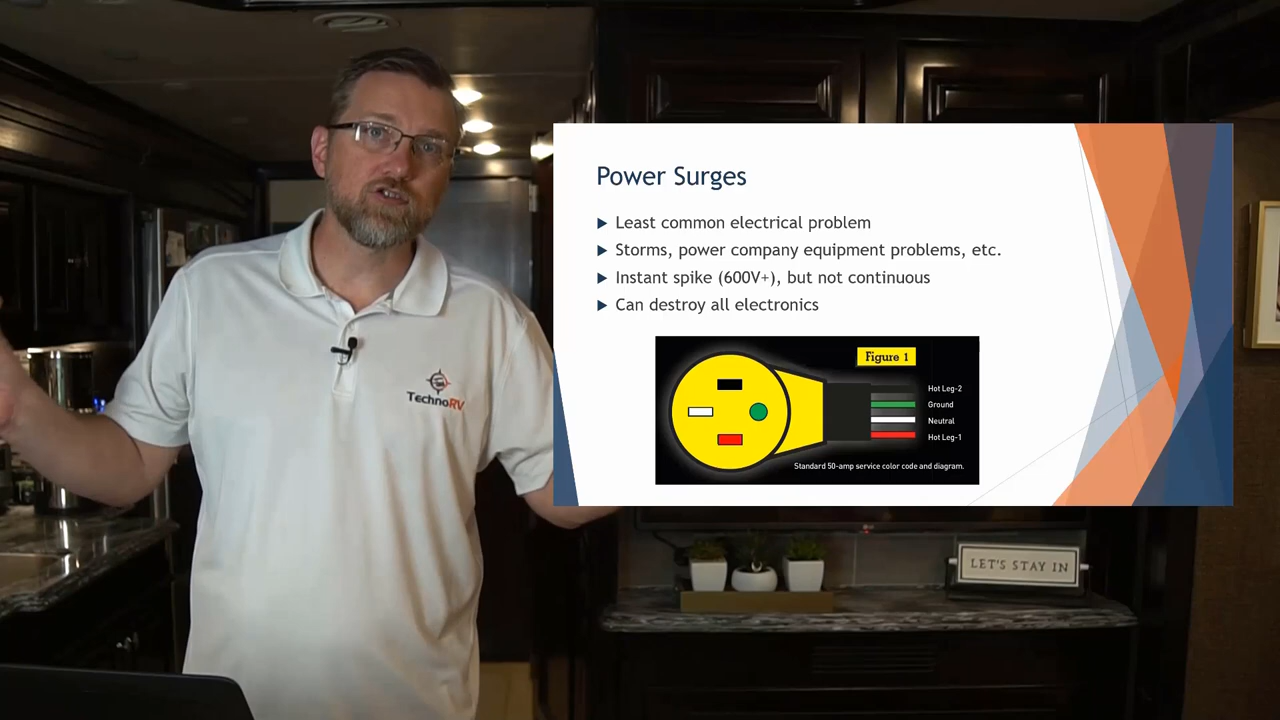 Power Surges
Least common electrical problem
Storms, power company equipment problems, etc.
Instant spike (600V+), but not continuous
Can destroy all electronics
Figure 1
Hot Leg-2
Ground
Neutral
Hot Leg-1
Standard 50-amp service color code and diagram.
TechnoRV
LET'S STAY IN